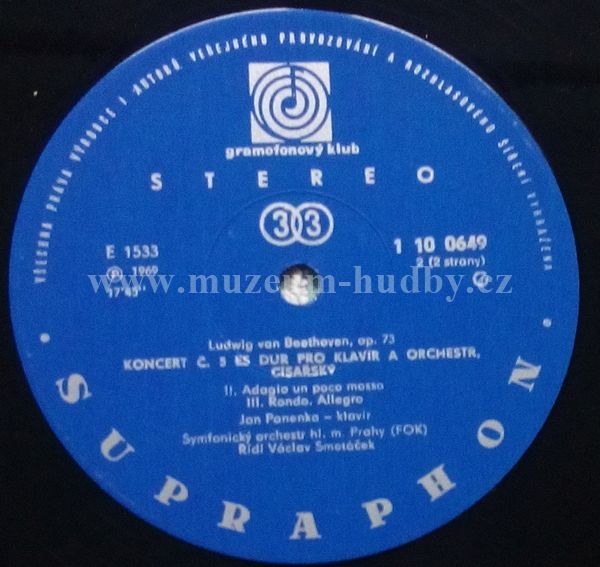 VŠECHNA PRÁVA VÝROBCE I AUTORŮ VEŘEJNÉHO PROVOZOVÁNÍ A ROZHLASOVÉHO ŠÍŘENÍ VYHRAZENA
gramofonový klub
STEREO
33
E 1533
1 10 0649
2 (2 strany)
℗ 1969
17'45"
www.muzeum-hudby.cz
Ludwig van Beethoven, op. 73
KONCERT Č. 5 ES DUR PRO KLAVÍR A ORCHESTR,
CÍSAŘSKÝ
II. Adagio un poco mosso
III. Rondo. Allegro
Jan Panenka – klavír
Symfonický orchestr hl. m. Prahy (FOK)
Řídí Václav Smetáček
SUPRAPHON